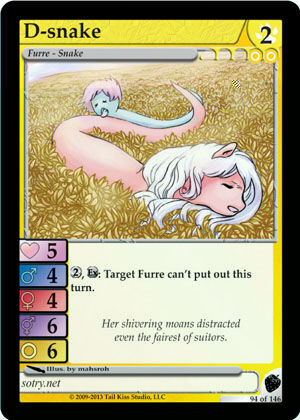 D-snake
2
Furre - Snake
5
4
4
6
6
2, : Target Furre can't put out this
turn.
Her shivering moans distracted
even the fairest of suitors.
Illus. by mahsroh
sotry.net
94 of 146
©2009-2013 Tail Kiss Studio, LLC